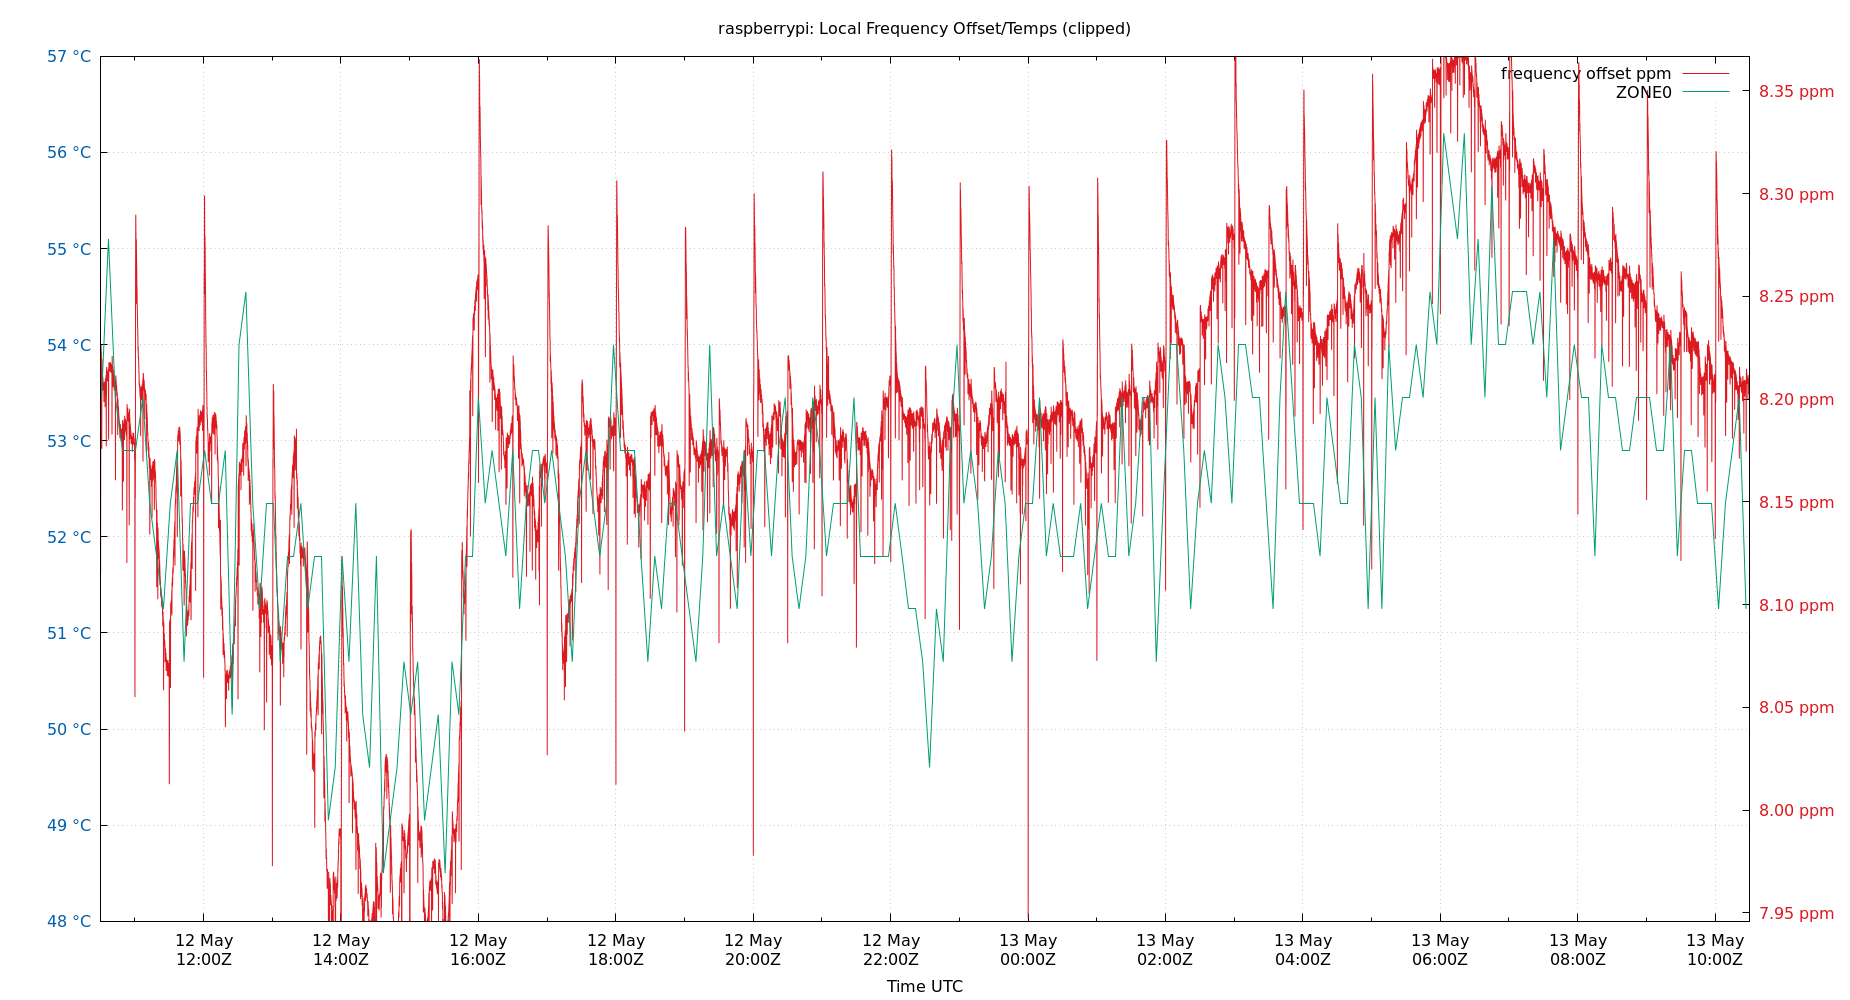 raspberrypi: Local Frequency Offset/Temps (clipped)
57 °C
56 °C
55 °C
54 °C
53 °C
52 °C
51 °C
50 °C
49 °C
48 °C
frequency offset ppm
ZONE0
8.35 ppm
8.30 ppm
8.25 ppm
8.20 ppm
8.15 ppm
8.10 ppm
8.05 ppm
8.00 ppm
7.95 ppm
12 May 12 May 12 May 12 May 12 May 12 May 13 May 13 May 13 May 13 May 13 May 13 May
12:00Z 14:00Z 16:00Z 18:00Z 20:00Z 22:00Z 00:00Z 02:00Z 04:00Z 06:00Z 08:00Z 10:00Z
Time UTC